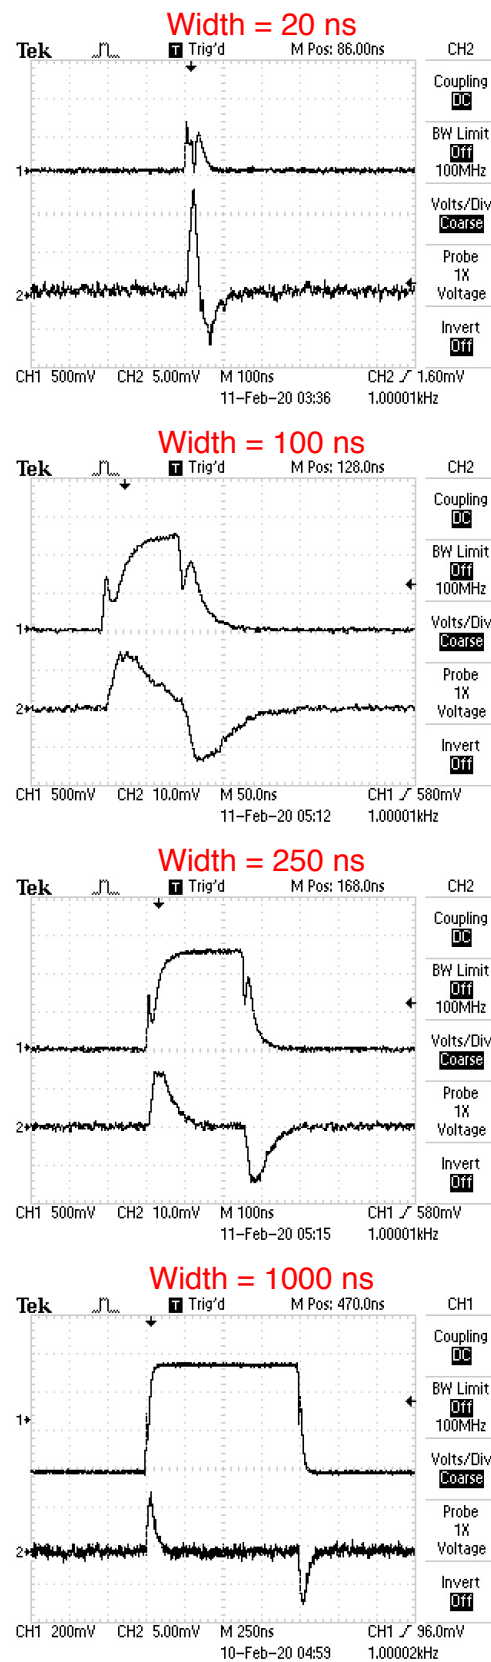 Width = 20 ns
Tek T Trig'd M Pos: 86.00ns CH2
Coupling
DC
BW Limit
Off
100MHz
1
Volts/Div
Coarse
Probe
1X
Voltage
2
Invert
Off
CH1 500mV CH2 5.00mV M 100ns CH2 1.60mV
11-Feb-20 03:36 1.00001kHz
Width = 100 ns
Tek T Trig'd M Pos: 128.0ns CH2
Coupling
DC
BW Limit
Off
100MHz
1
Volts/Div
Coarse
Probe
1X
Voltage
2
Invert
Off
CH1 500mV CH2 10.0mV M 50.0ns CH1 580mV
11-Feb-20 05:12 1.00001kHz
Width = 250 ns
Tek T Trig'd M Pos: 168.0ns CH2
Coupling
DC
BW Limit
Off
100MHz
1
Volts/Div
Coarse
Probe
1X
Voltage
2
Invert
Off
CH1 500mV CH2 10.0mV M 100ns CH1 580mV
11-Feb-20 05:15 1.00001kHz
Width = 1000 ns
Tek T Trig'd M Pos: 470.0ns CH1
Coupling
DC
BW Limit
Off
100MHz
1
Volts/Div
Coarse
Probe
1X
Voltage
2
Invert
Off
CH1 200mV CH2 5.00mV M 250ns CH1 96.0mV
10-Feb-20 04:59 1.00002kHz